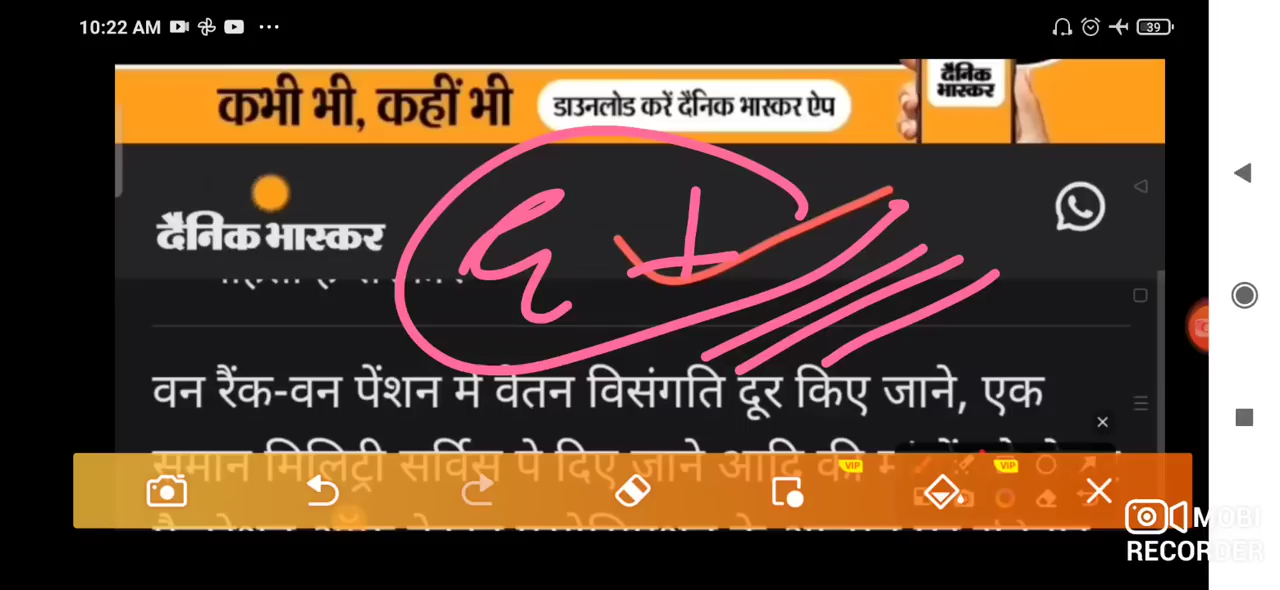 10:22 AM
39
कभी भी, कहीं भी
डाउनलोड करें दैनिक भास्कर ऐप
दैनिक
भास्कर
दैनिक भास्कर
वन रैंक-वन पेंशन में वेतन विसंगति दूर किए जाने, एक
समान मिलिट्री सर्विस पे दिए जाने आदि की
VIP
VIP
MOBI
RECORDER